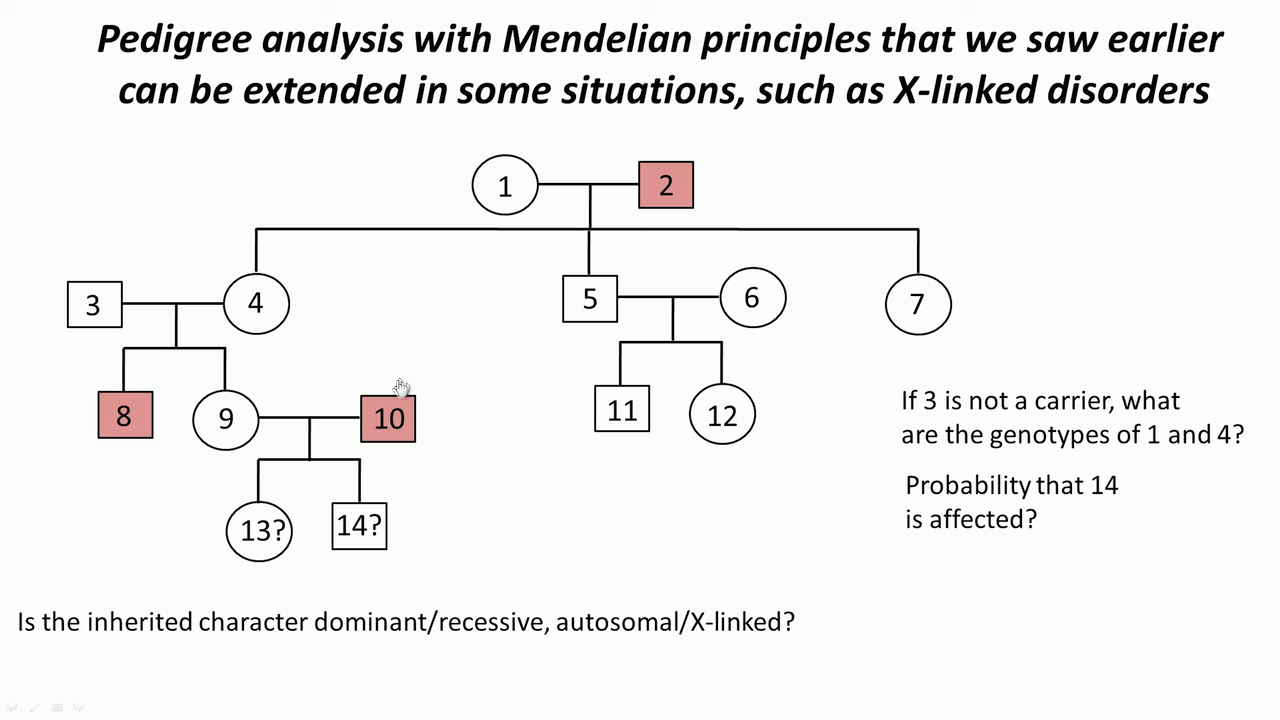 Pedigree analysis with Mendelian principles that we saw earlier
can be extended in some situations, such as X-linked disorders
1
2
3
4
5
6
7
8
9
10
11
12
If 3 is not a carrier, what
are the genotypes of 1 and 4?
Probability that 14
is affected?
13?
14?
Is the inherited character dominant/recessive, autosomal/X-linked?